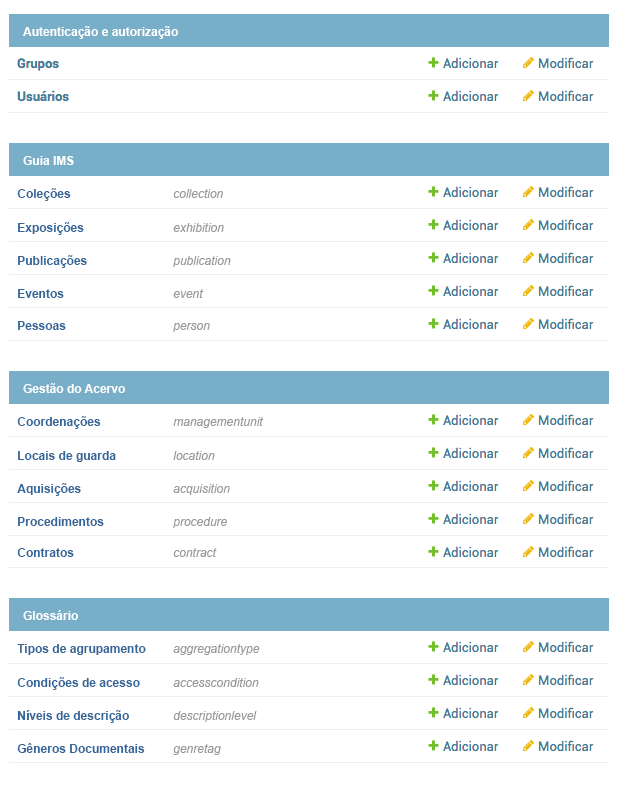 Autenticação e autorização
Grupos Adicionar Modificar
Usuários Adicionar Modificar
Guia IMS
Coleções collection Adicionar Modificar
Exposições exhibition Adicionar Modificar
Publicações publication Adicionar Modificar
Eventos event Adicionar Modificar
Pessoas person Adicionar Modificar
Gestão do Acervo
Coordenações managementunit Adicionar Modificar
Locais de guarda location Adicionar Modificar
Aquisições acquisition Adicionar Modificar
Procedimentos procedure Adicionar Modificar
Contratos contract Adicionar Modificar
Glossário
Tipos de agrupamento aggregationtype Adicionar Modificar
Condições de acesso accesscondition Adicionar Modificar
Níveis de descrição descriptionlevel Adicionar Modificar
Gêneros Documentais genretag Adicionar Modificar